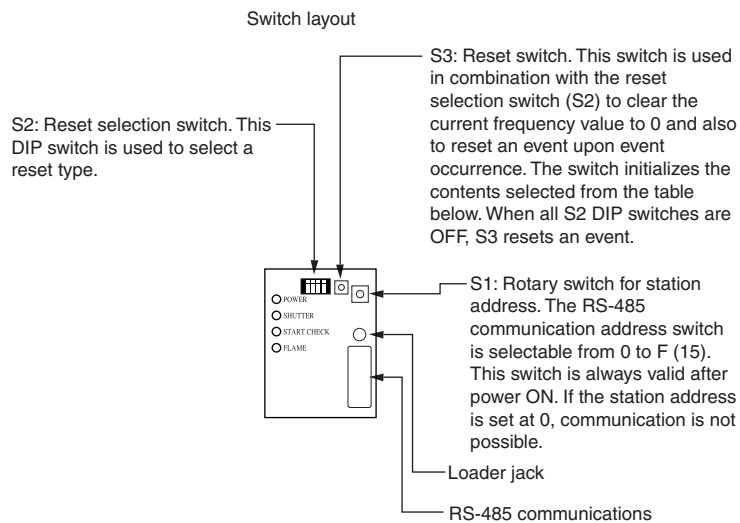 Switch layout
S3: Reset switch. This switch is used
in combination with the reset
selection switch (S2) to clear the
current frequency value to 0 and also
to reset an event upon event
occurrence. The switch initializes the
contents selected from the table
below. When all S2 DIP switches are
OFF, S3 resets an event.
S2: Reset selection switch. This
DIP switch is used to select a
reset type.
POWER
SHUTTER
START CHECK
FLAME
S1: Rotary switch for station
address. The RS-485
communication address switch
is selectable from 0 to F (15).
This switch is always valid after
power ON. If the station address
is set at 0, communication is not
possible.
Loader jack
RS-485 communications